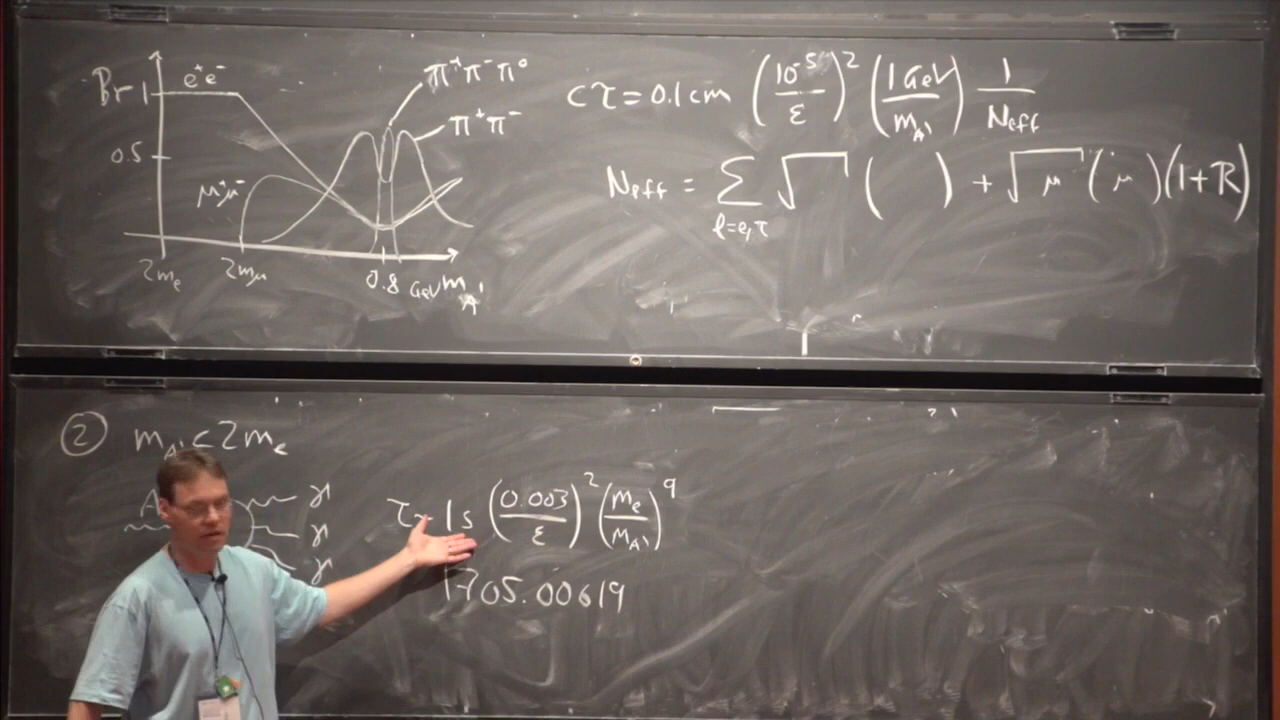 Br 1 e⁺e⁻
π⁺π⁻π⁰
π⁺π⁻
0.5
μ⁺μ⁻
2mₑ 2m_μ 0.8 GeV m_A'
cτ = 0.1 cm (10⁻⁵/ε)² (1 GeV/m_A') 1/N_eff
N_eff = Σ_{ℓ=e,τ} √ ( ) + √ μ (μ)(1+R)
② m_A' < 2mₑ
A γ
γ
γ
τ ~ 1s (0.003/ε)² (mₑ/m_A')⁹
1705.00619